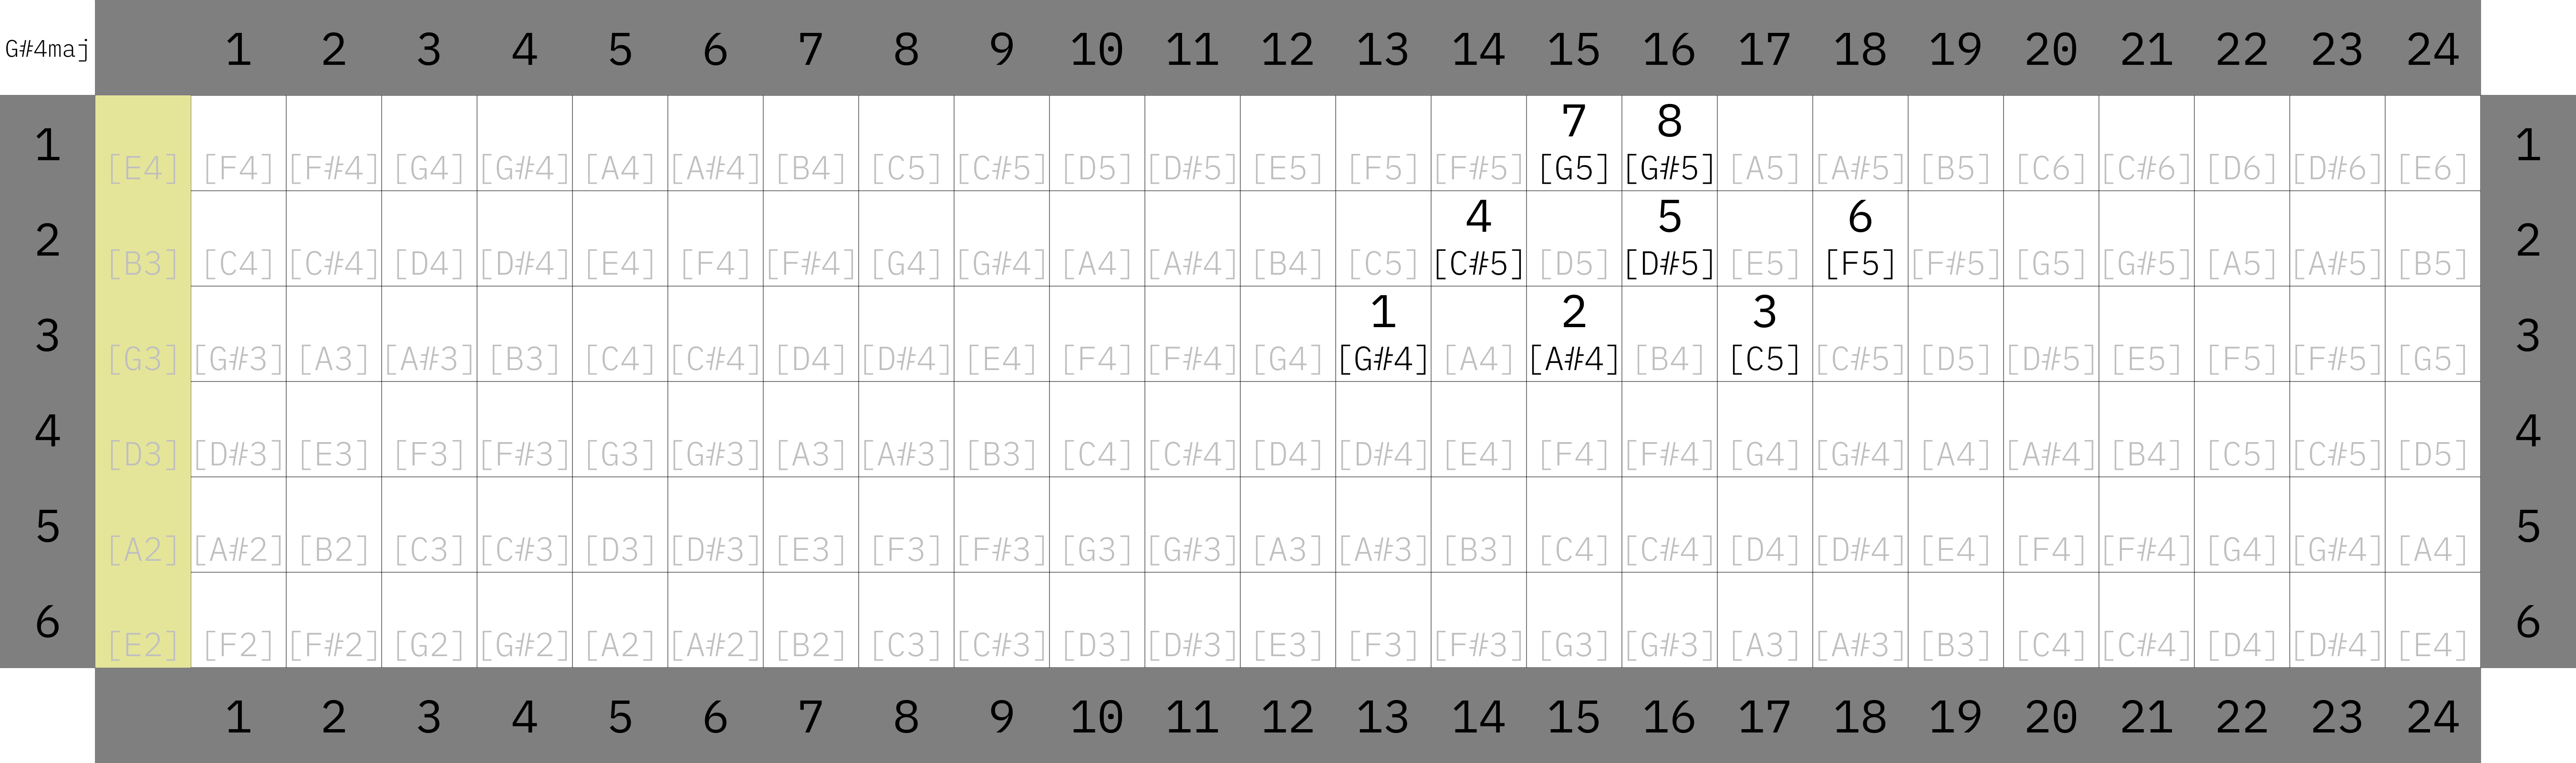 G#4maj 1 2 3 4 5 6 7 8 9 10 11 12 13 14 15 16 17 18 19 20 21 22 23 24
7 8
1 [E4] [F4] [F#4] [G4] [G#4] [A4] [A#4] [B4] [C5] [C#5] [D5] [D#5] [E5] [F5] [F#5] [G5] [G#5] [A5] [A#5] [B5] [C6] [C#6] [D6] [D#6] [E6] 1
4 5 6
2 [B3] [C4] [C#4] [D4] [D#4] [E4] [F4] [F#4] [G4] [G#4] [A4] [A#4] [B4] [C5] [C#5] [D5] [D#5] [E5] [F5] [F#5] [G5] [G#5] [A5] [A#5] [B5] 2
1 2 3
3 [G3] [G#3] [A3] [A#3] [B3] [C4] [C#4] [D4] [D#4] [E4] [F4] [F#4] [G4] [G#4] [A4] [A#4] [B4] [C5] [C#5] [D5] [D#5] [E5] [F5] [F#5] [G5] 3
4 [D3] [D#3] [E3] [F3] [F#3] [G3] [G#3] [A3] [A#3] [B3] [C4] [C#4] [D4] [D#4] [E4] [F4] [F#4] [G4] [G#4] [A4] [A#4] [B4] [C5] [C#5] [D5] 4
5 [A2] [A#2] [B2] [C3] [C#3] [D3] [D#3] [E3] [F3] [F#3] [G3] [G#3] [A3] [A#3] [B3] [C4] [C#4] [D4] [D#4] [E4] [F4] [F#4] [G4] [G#4] [A4] 5
6 [E2] [F2] [F#2] [G2] [G#2] [A2] [A#2] [B2] [C3] [C#3] [D3] [D#3] [E3] [F3] [F#3] [G3] [G#3] [A3] [A#3] [B3] [C4] [C#4] [D4] [D#4] [E4] 6
1 2 3 4 5 6 7 8 9 10 11 12 13 14 15 16 17 18 19 20 21 22 23 24